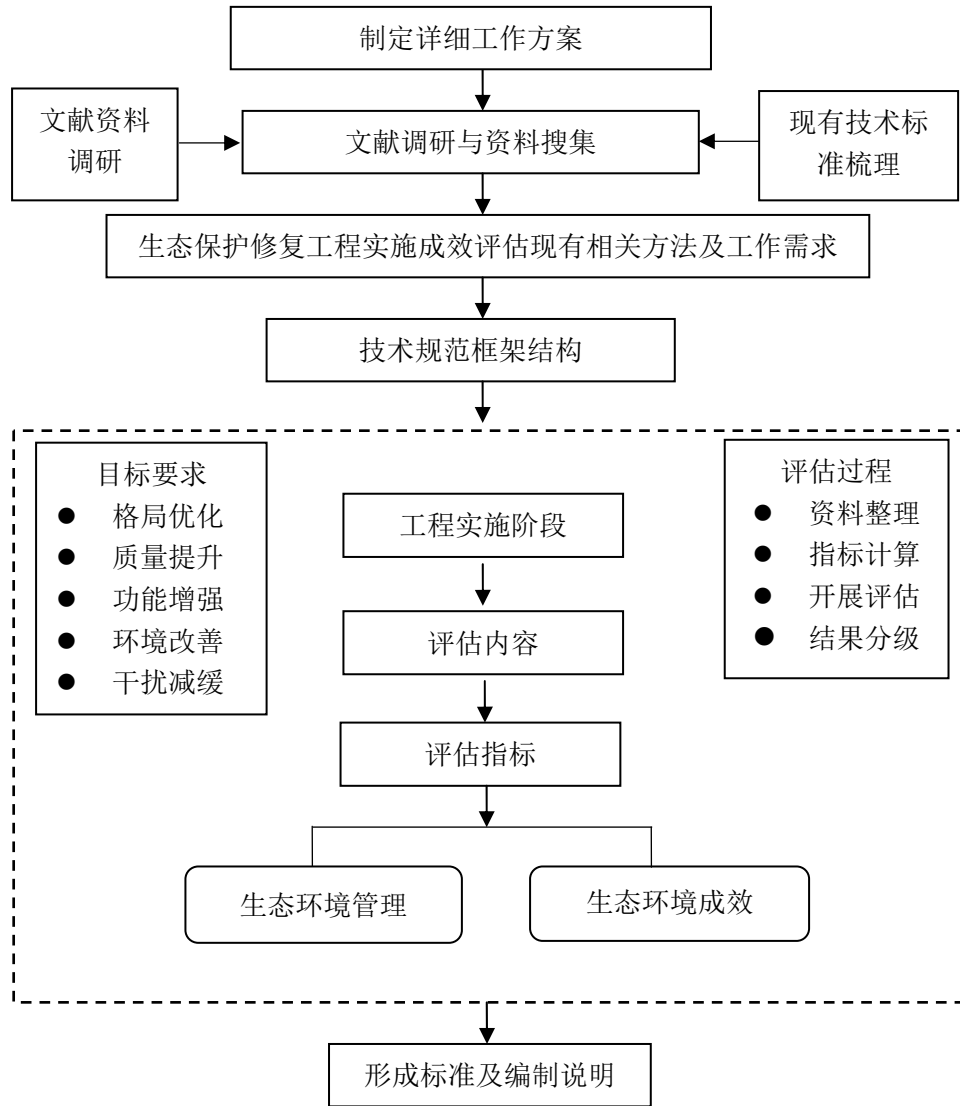 制定详细工作方案
文献资料
调研
文献调研与资料搜集
现有技术标
准梳理
生态保护修复工程实施成效评估现有相关方法及工作需求
技术规范框架结构
目标要求
● 格局优化
● 质量提升
● 功能增强
● 环境改善
● 干扰减缓
工程实施阶段
评估内容
评估指标
生态环境管理
生态环境成效
评估过程
● 资料整理
● 指标计算
● 开展评估
● 结果分级
形成标准及编制说明